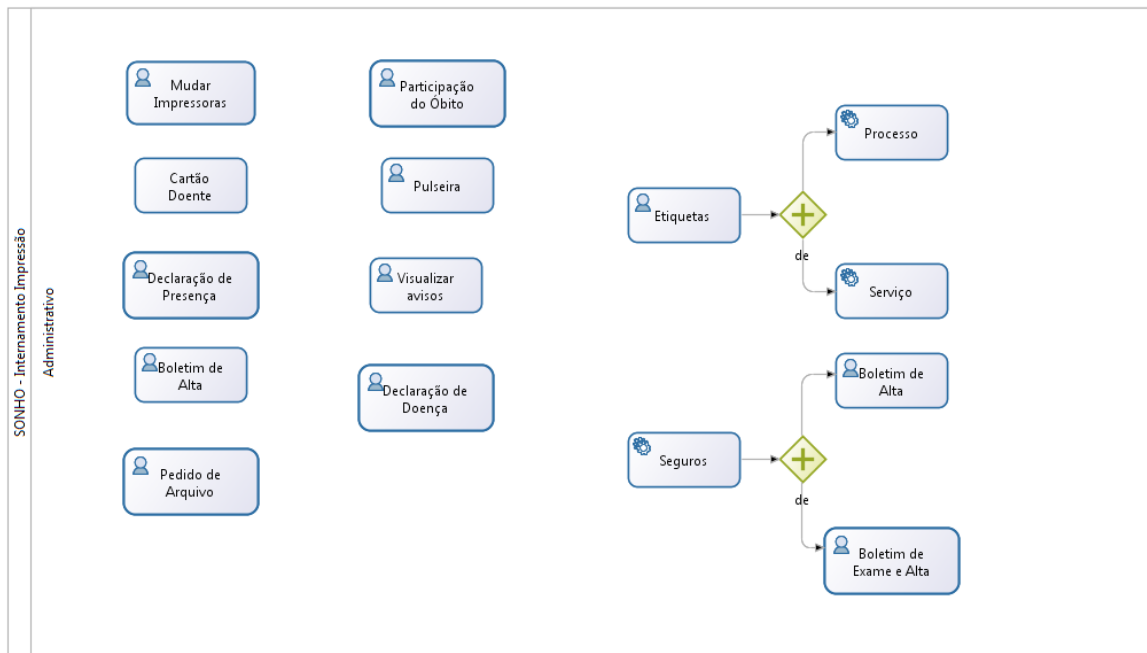 SONHO - Internamento Impressão
Administrativo
Mudar
Impressoras
Cartão
Doente
Declaração de
Presença
Boletim de
Alta
Pedido de
Arquivo
Participação
do Óbito
Pulseira
Visualizar
avisos
Declaração de
Doença
Etiquetas
de
Processo
Serviço
Seguros
de
Boletim de
Alta
Boletim de
Exame e Alta